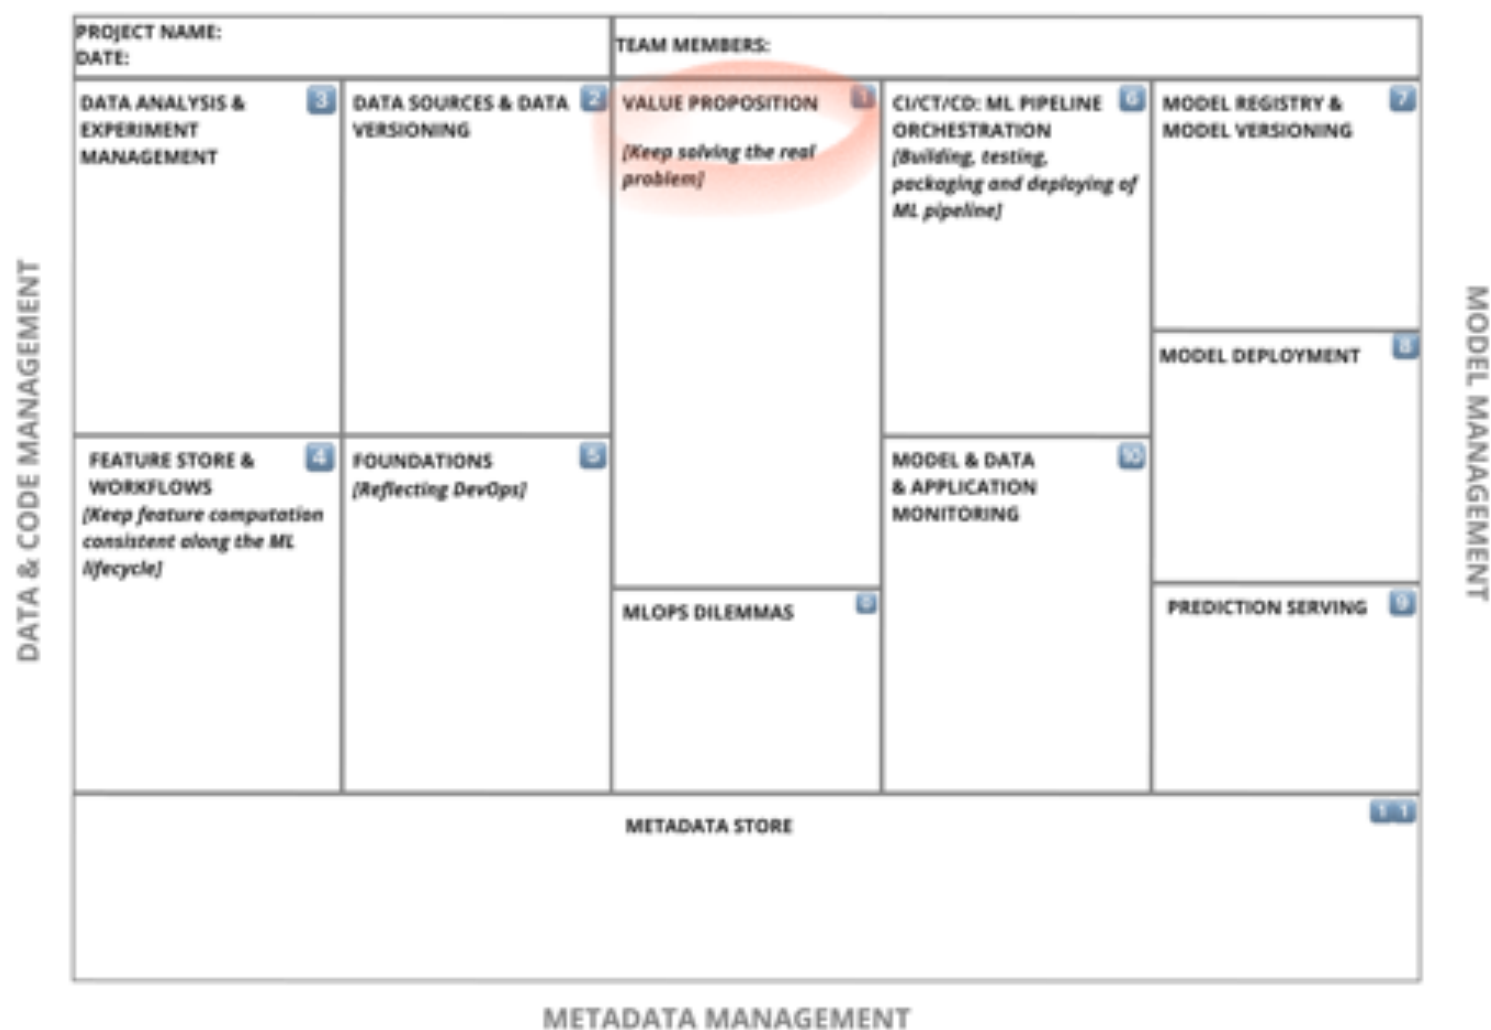 PROJECT NAME:
DATE:
TEAM MEMBERS:
DATA ANALYSIS &
EXPERIMENT
MANAGEMENT
3
DATA SOURCES & DATA
VERSIONING
2
VALUE PROPOSITION
1
[Keep solving the real
problem]
CI/CT/CD: ML PIPELINE
ORCHESTRATION
6
[Building, testing,
packaging and deploying of
ML pipeline]
MODEL REGISTRY &
MODEL VERSIONING
7
MODEL DEPLOYMENT
8
FEATURE STORE &
WORKFLOWS
4
[Keep feature computation
consistent along the ML
lifecycle]
FOUNDATIONS
5
[Reflecting DevOps]
MLOPS DILEMMAS
MODEL & DATA
& APPLICATION
MONITORING
10
PREDICTION SERVING
9
METADATA STORE
1 1
DATA & CODE MANAGEMENT
MODEL MANAGEMENT
METADATA MANAGEMENT